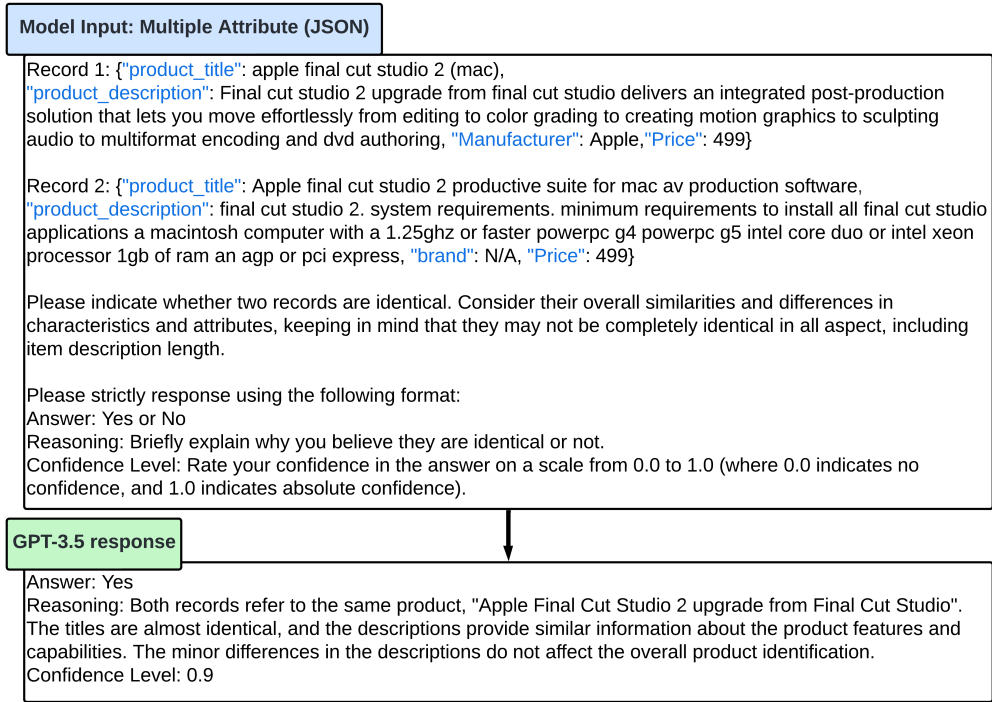 Model Input: Multiple Attribute (JSON)
Record 1: {"product_title": apple final cut studio 2 (mac),
"product_description": Final cut studio 2 upgrade from final cut studio delivers an integrated post-production
solution that lets you move effortlessly from editing to color grading to creating motion graphics to sculpting
audio to multiformat encoding and dvd authoring, "Manufacturer": Apple,"Price": 499}
Record 2: {"product_title": Apple final cut studio 2 productive suite for mac av production software,
"product_description": final cut studio 2. system requirements. minimum requirements to install all final cut studio
applications a macintosh computer with a 1.25ghz or faster powerpc g4 powerpc g5 intel core duo or intel xeon
processor 1gb of ram an agp or pci express, "brand": N/A, "Price": 499}
Please indicate whether two records are identical. Consider their overall similarities and differences in
characteristics and attributes, keeping in mind that they may not be completely identical in all aspect, including
item description length.
Please strictly response using the following format:
Answer: Yes or No
Reasoning: Briefly explain why you believe they are identical or not.
Confidence Level: Rate your confidence in the answer on a scale from 0.0 to 1.0 (where 0.0 indicates no
confidence, and 1.0 indicates absolute confidence).
GPT-3.5 response
Answer: Yes
Reasoning: Both records refer to the same product, "Apple Final Cut Studio 2 upgrade from Final Cut Studio".
The titles are almost identical, and the descriptions provide similar information about the product features and
capabilities. The minor differences in the descriptions do not affect the overall product identification.
Confidence Level: 0.9